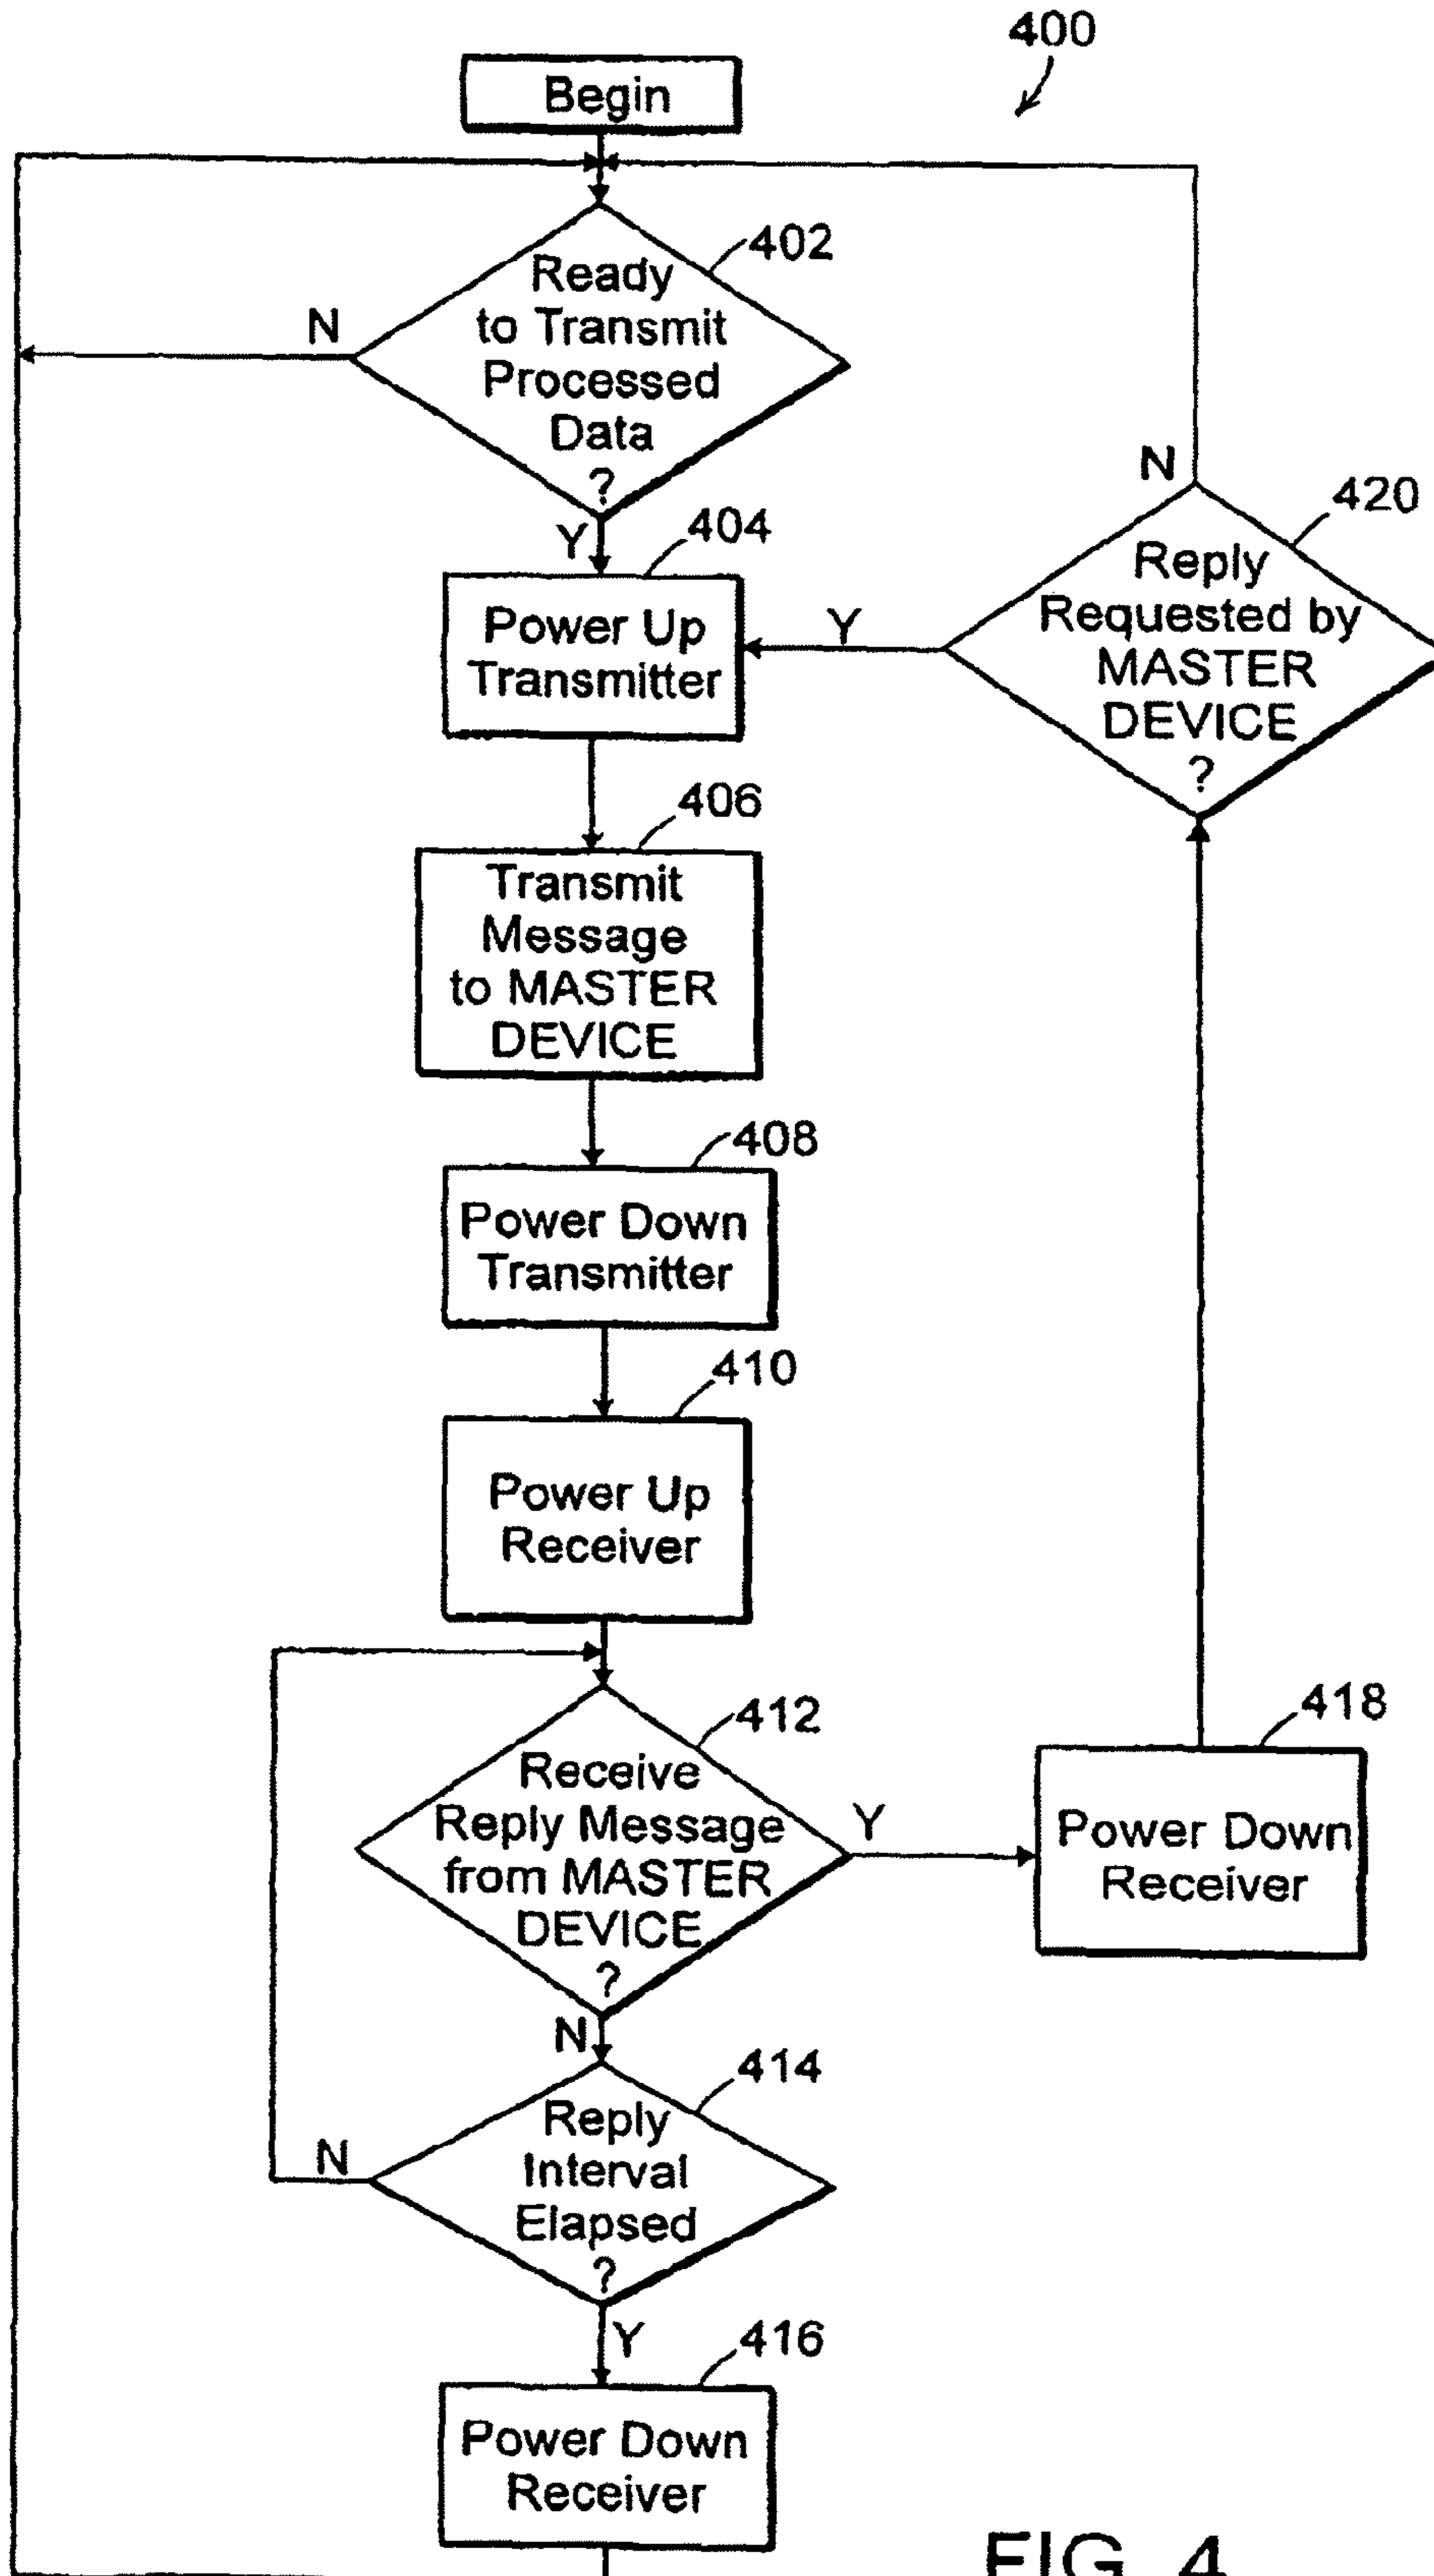 400
Begin
402
Ready
to Transmit
Processed
Data
?
N
Y
404
Power Up
Transmitter
Y
N
420
Reply
Requested by
MASTER
DEVICE
?
406
Transmit
Message
to MASTER
DEVICE
408
Power Down
Transmitter
410
Power Up
Receiver
412
Receive
Reply Message
from MASTER
DEVICE
?
Y
418
Power Down
Receiver
N
414
Reply
Interval
Elapsed
?
N
Y
416
Power Down
Receiver
FIG. 4